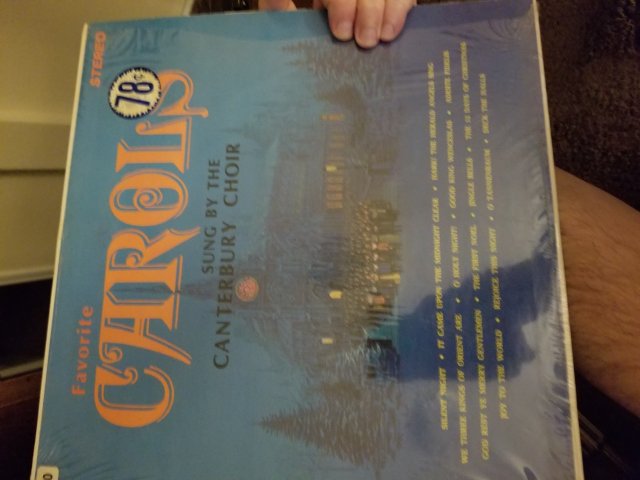 STEREO
78¢
Favorite
CAROLS
SUNG BY THE
CANTERBURY CHOIR
SILENT NIGHT • IT CAME UPON THE MIDNIGHT CLEAR • HARK! THE HERALD ANGELS SING
WE THREE KINGS OF ORIENT ARE • O HOLY NIGHT! • GOOD KING WENCESLAS • ADESTE FIDELIS
GOD REST YE MERRY GENTLEMEN • THE FIRST NOEL • JINGLE BELLS • THE 12 DAYS OF CHRISTMAS
JOY TO THE WORLD • REJOICE THIS NIGHT • O TANNENBAUM • DECK THE HALLS